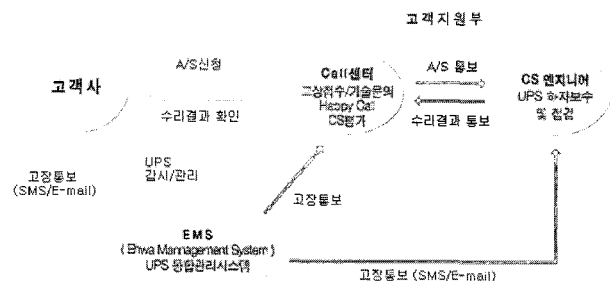 고객지원부
A/S신청
고객사
수리결과 확인
Call센터
고상접수/기술문의
Happy Call
CS평가
A/S 통보
수리결과 통보
CS 엔지니어
UPS 하자보수
및 점검
고장통보
(SMS/E-mail)
UPS
감시/관리
고장통보
EMS
( Ehwa Mannagement System )
UPS 통합관리시스템
고장통보 (SMS/E-mail)